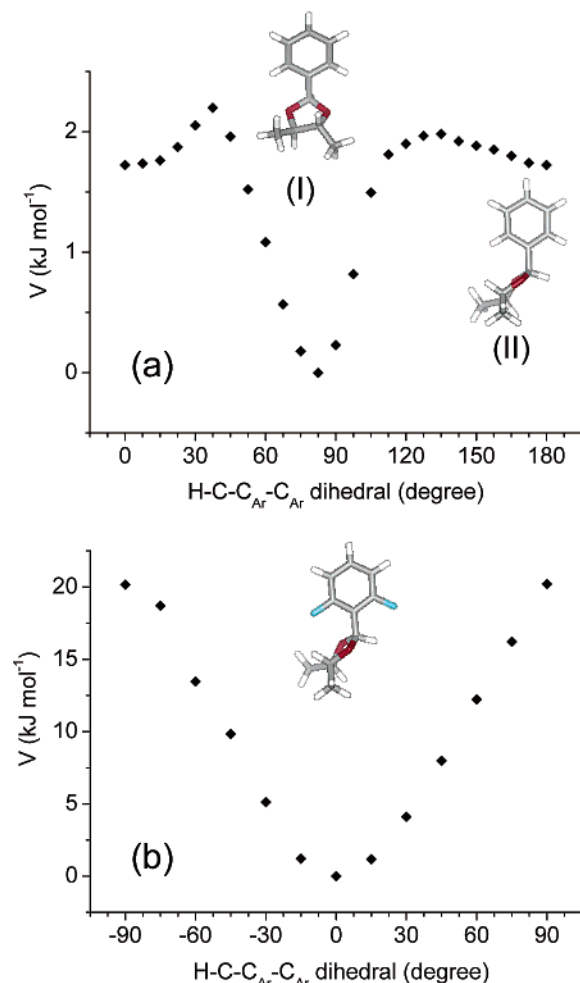 2
(I)
V (kJ mol⁻¹)
1
(II)
(a)
0
0 30 60 90 120 150 180
H-C-C_Ar-C_Ar dihedral (degree)
20
15
V (kJ mol⁻¹)
10
5
(b)
0
-90 -60 -30 0 30 60 90
H-C-C_Ar-C_Ar dihedral (degree)